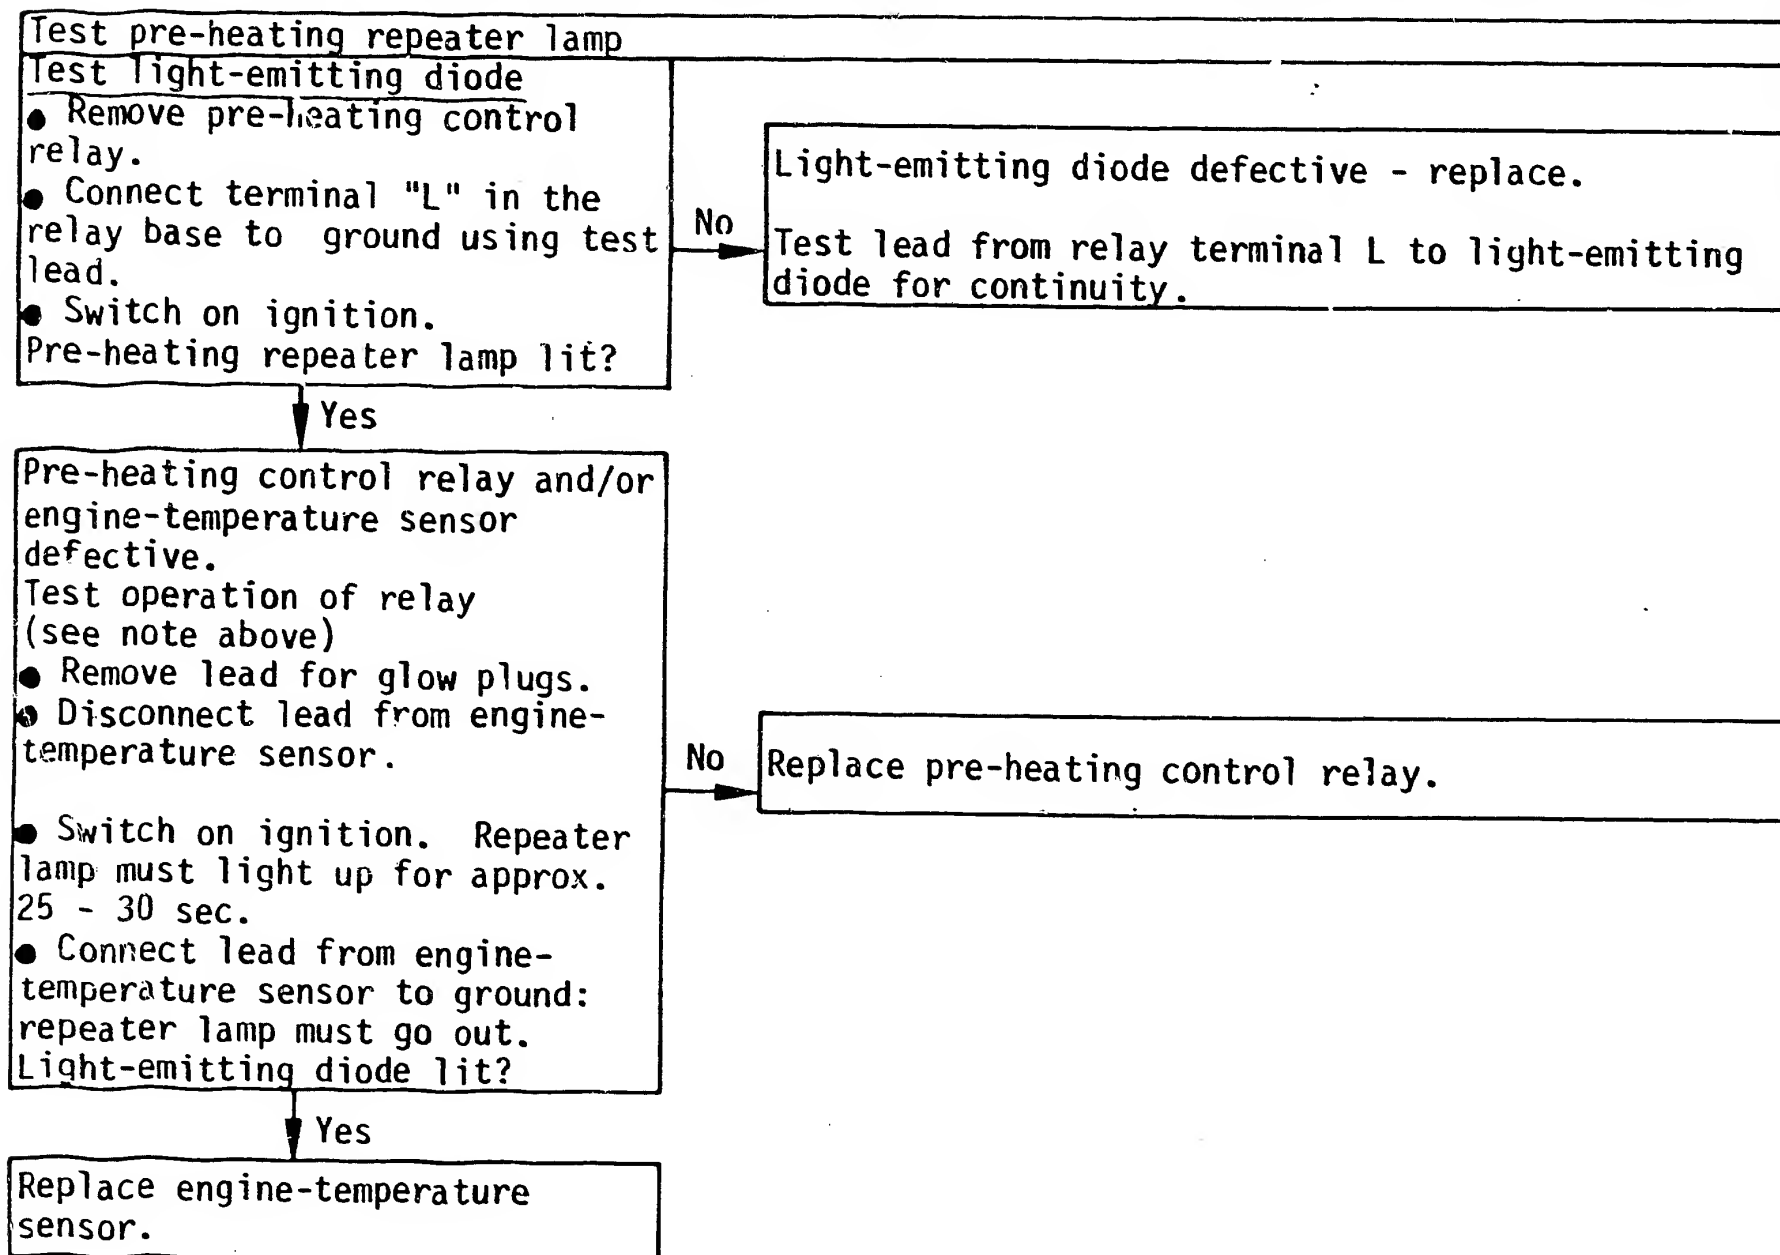 Test pre-heating repeater lamp
Test light-emitting diode
● Remove pre-heating control
relay.
● Connect terminal "L" in the
relay base to ground using test
lead.
● Switch on ignition.
Pre-heating repeater lamp lit?
No
Light-emitting diode defective - replace.
Test lead from relay terminal L to light-emitting
diode for continuity.
Yes
Pre-heating control relay and/or
engine-temperature sensor
defective.
Test operation of relay
(see note above)
● Remove lead for glow plugs.
● Disconnect lead from engine-
temperature sensor.
● Switch on ignition. Repeater
lamp must light up for approx.
25 - 30 sec.
● Connect lead from engine-
temperature sensor to ground:
repeater lamp must go out.
Light-emitting diode lit?
No
Replace pre-heating control relay.
Yes
Replace engine-temperature
sensor.